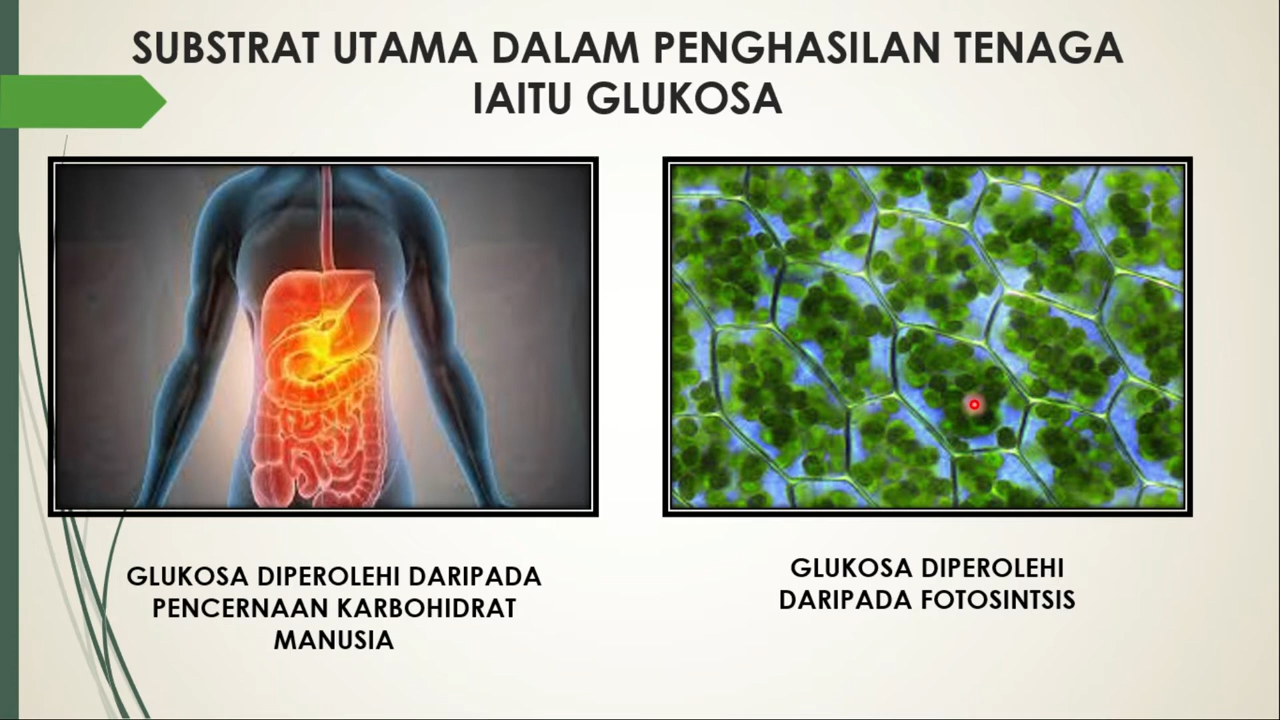 SUBSTRAT UTAMA DALAM PENGHASILAN TENAGA
IAITU GLUKOSA
GLUKOSA DIPEROLEHI DARIPADA
PENCERNAAN KARBOHIDRAT
MANUSIA
GLUKOSA DIPEROLEHI
DARIPADA FOTOSINTSIS